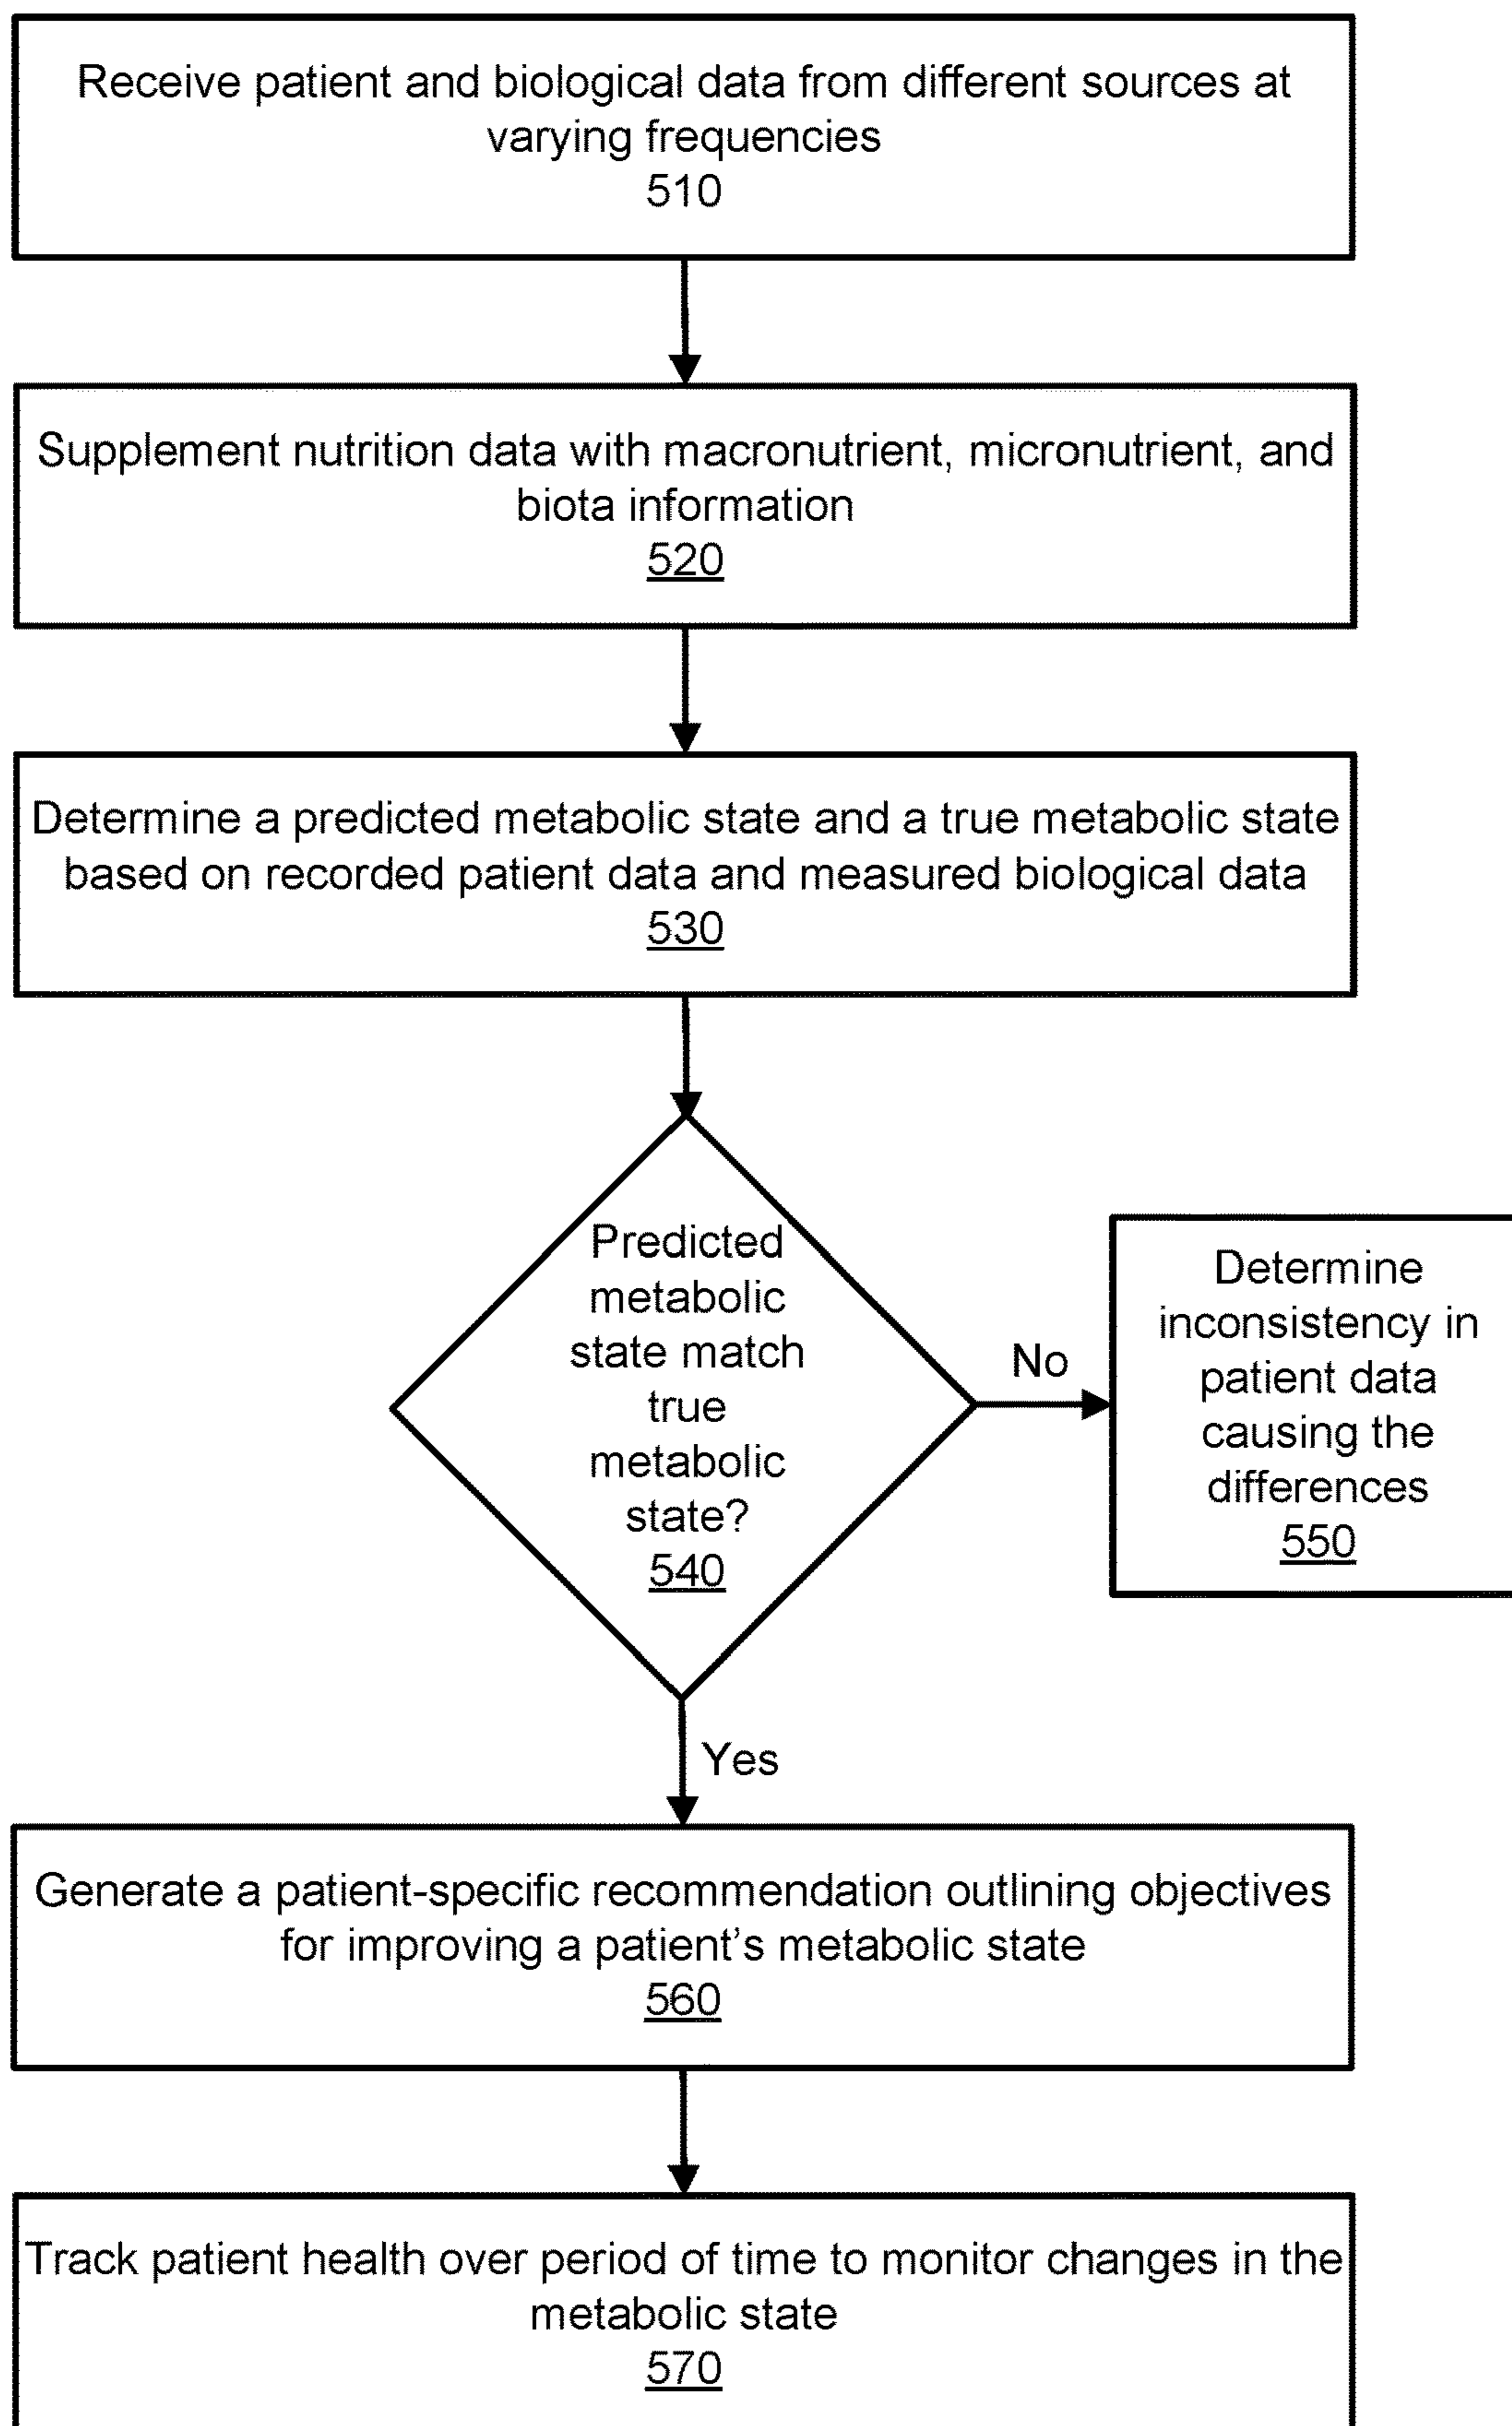 Receive patient and biological data from different sources at
varying frequencies
510
Supplement nutrition data with macronutrient, micronutrient, and
biota information
520
Determine a predicted metabolic state and a true metabolic state
based on recorded patient data and measured biological data
530
Predicted
metabolic
state match
true
metabolic
state?
540
No
Determine
inconsistency in
patient data
causing the
differences
550
Yes
Generate a patient-specific recommendation outlining objectives
for improving a patient's metabolic state
560
Track patient health over period of time to monitor changes in the
metabolic state
570